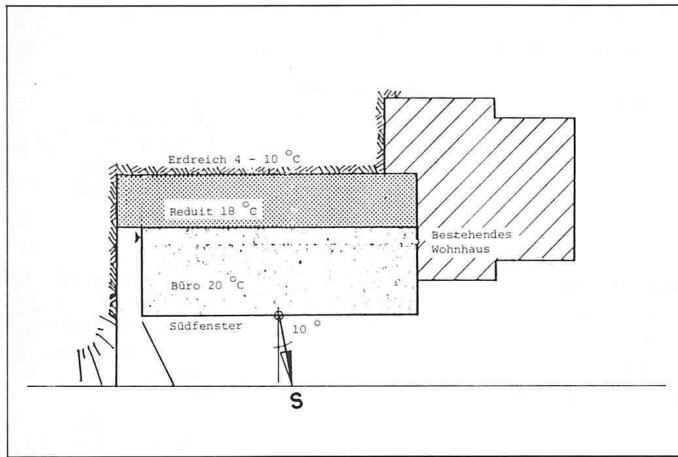 Erdreich 4 - 10 °C
Reduit 18 °C
Bestehendes
Wohnhaus
Büro 20 °C
Südfenster
10 °
S